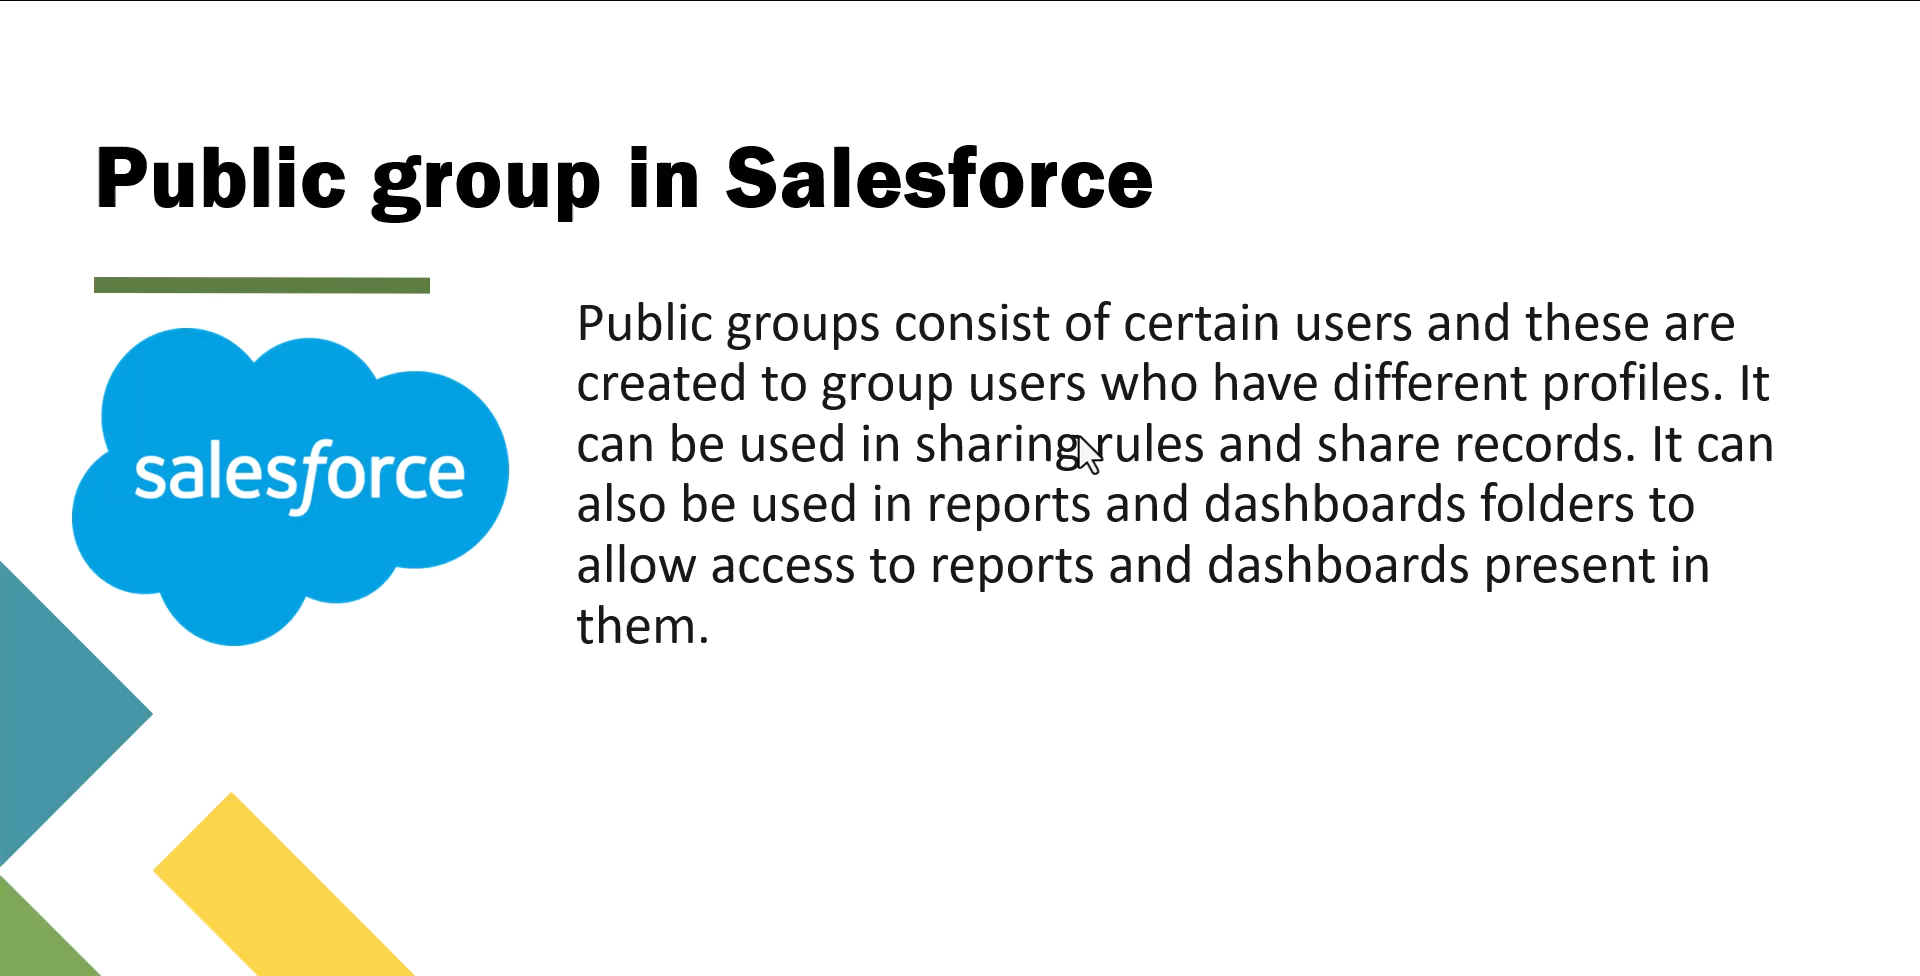 Public group in Salesforce
salesforce
Public groups consist of certain users and these are
created to group users who have different profiles. It
can be used in sharing rules and share records. It can
also be used in reports and dashboards folders to
allow access to reports and dashboards present in
them.